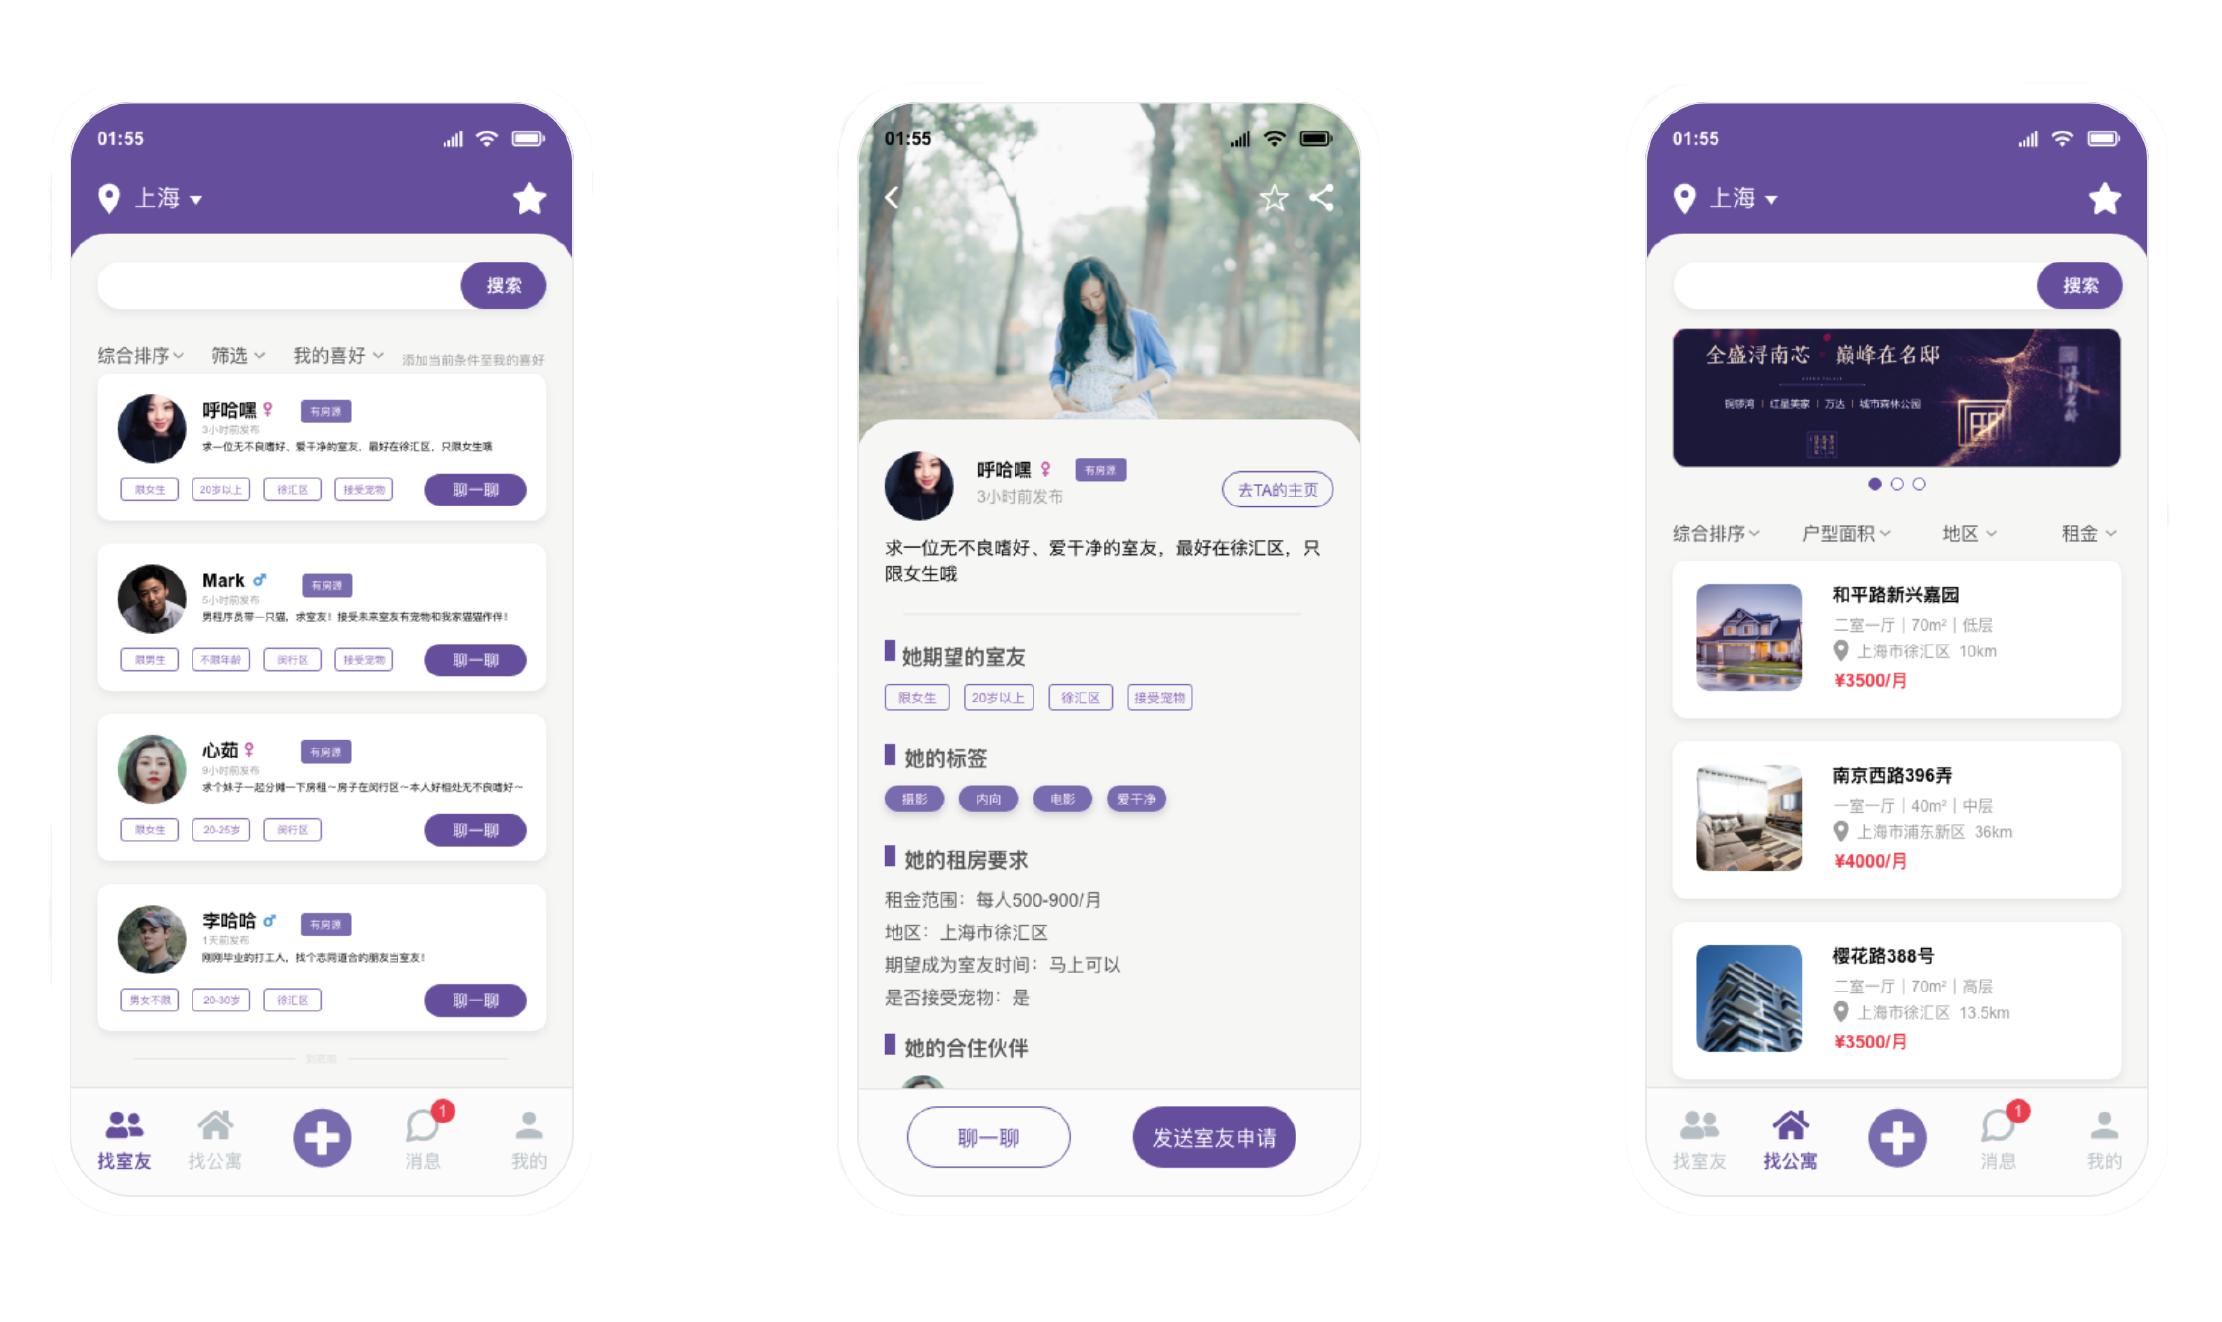 01:55
上海
搜索
综合排序 筛选 我的喜好 添加当前条件至我的喜好
呼哈嘿 有房源
3小时前发布
求一位无不良嗜好、爱干净的室友，最好在徐汇区，只限女生哦
限女生 20岁以上 徐汇区 接受宠物 聊一聊
Mark 有房源
5小时前发布
男程序员带一只猫，求室友！接受未来室友有宠物和我家猫猫作伴！
限男生 不限年龄 闵行区 接受宠物 聊一聊
心茹 有房源
9小时前发布
求个妹子一起分摊一下房租～房子在闵行区～本人好相处无不良嗜好～
限女生 20-25岁 闵行区 聊一聊
李哈哈 有房源
1天前发布
刚刚毕业的打工人，找个志同道合的朋友当室友！
男女不限 20-30岁 徐汇区 聊一聊
到底啦
1
找室友 找公寓 消息 我的
01:55
呼哈嘿 有房源
3小时前发布
去TA的主页
求一位无不良嗜好、爱干净的室友，最好在徐汇区，只
限女生哦
她期望的室友
限女生 20岁以上 徐汇区 接受宠物
她的标签
摄影 内向 电影 爱干净
她的租房要求
租金范围：每人500-900/月
地区：上海市徐汇区
期望成为室友时间：马上可以
是否接受宠物：是
她的合住伙伴
聊一聊 发送室友申请
01:55
上海
搜索
全盛浔南芯 巅峰在名邸
铜锣湾 | 红星美家 | 万达 | 城市森林公园
综合排序 户型面积 地区 租金
和平路新兴嘉园
二室一厅｜70m²｜低层
上海市徐汇区 10km
¥3500/月
南京西路396弄
一室一厅｜40m²｜中层
上海市浦东新区 36km
¥4000/月
樱花路388号
二室一厅｜70m²｜高层
上海市徐汇区 13.5km
¥3500/月
1
找室友 找公寓 消息 我的